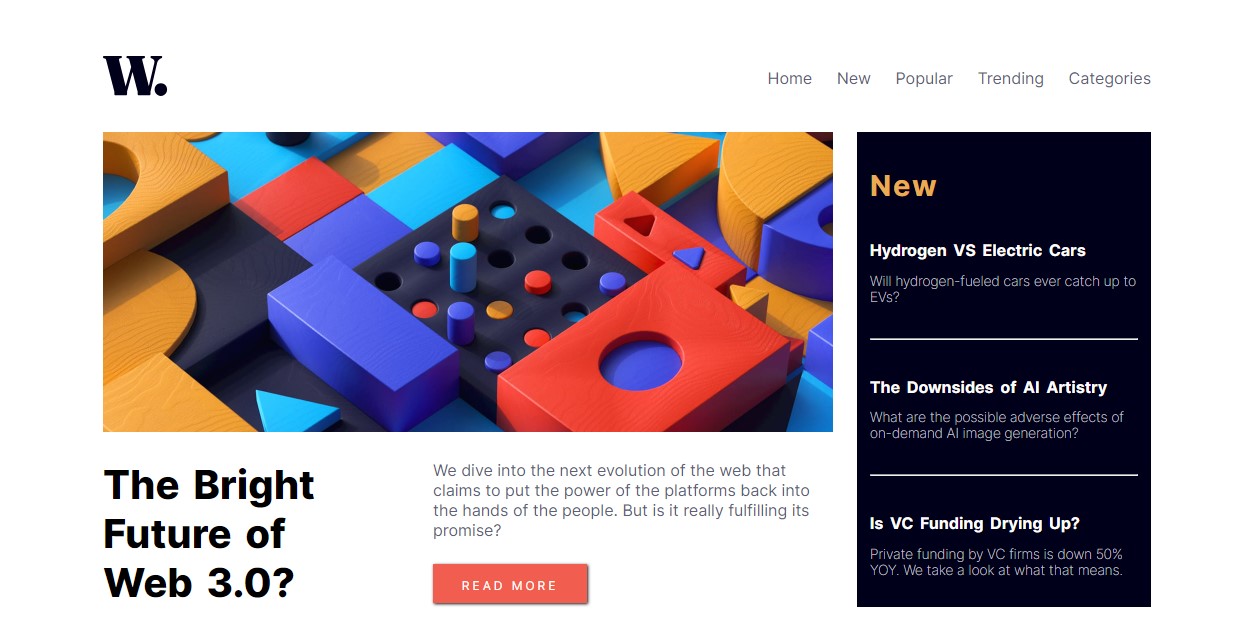 W.
Home New Popular Trending Categories
The Bright
Future of
Web 3.0?
We dive into the next evolution of the web that
claims to put the power of the platforms back into
the hands of the people. But is it really fulfilling its
promise?
READ MORE
New
Hydrogen VS Electric Cars
Will hydrogen-fueled cars ever catch up to
EVs?
The Downsides of AI Artistry
What are the possible adverse effects of
on-demand AI image generation?
Is VC Funding Drying Up?
Private funding by VC firms is down 50%
YOY. We take a look at what that means.